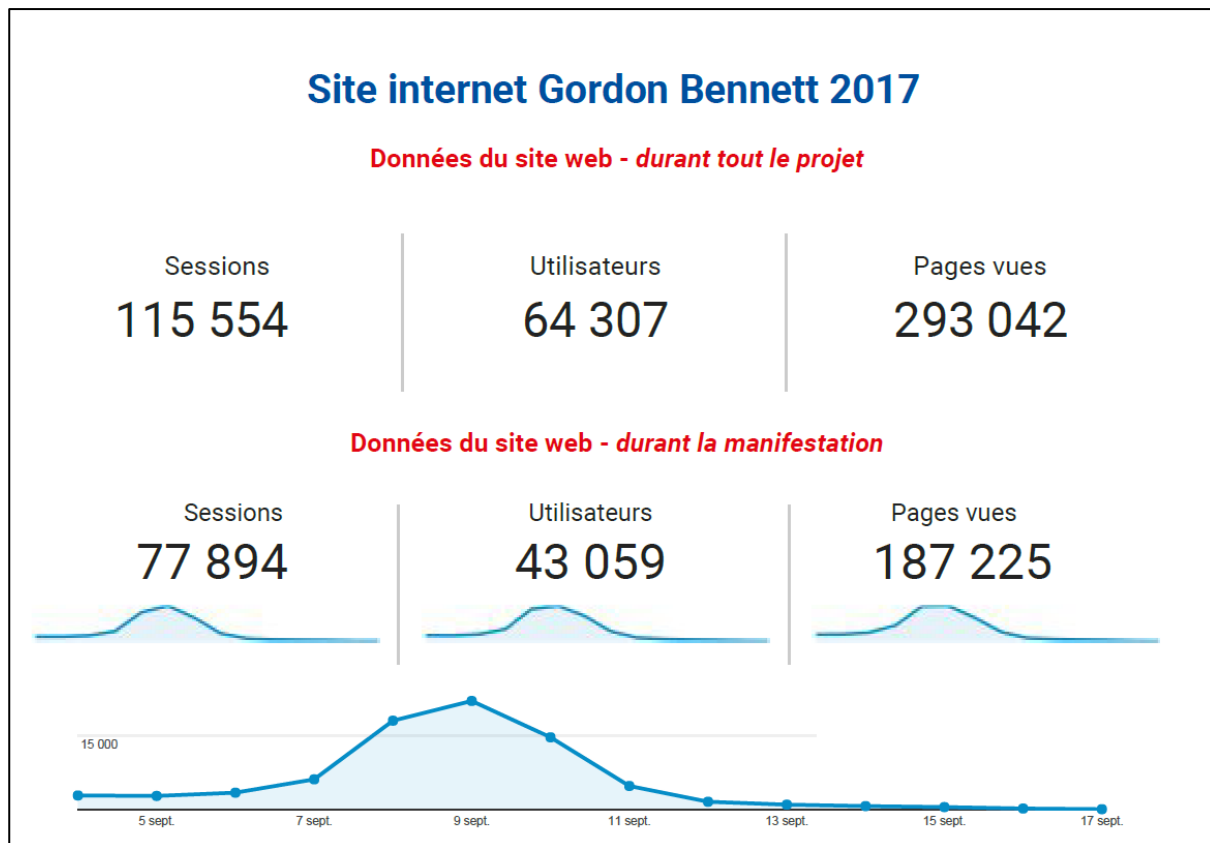 Site internet Gordon Bennett 2017
Données du site web - durant tout le projet
Sessions
115 554
Utilisateurs
64 307
Pages vues
293 042
Données du site web - durant la manifestation
Sessions
77 894
Utilisateurs
43 059
Pages vues
187 225
15 000
5 sept.
7 sept.
9 sept.
11 sept.
13 sept.
15 sept.
17 sept.